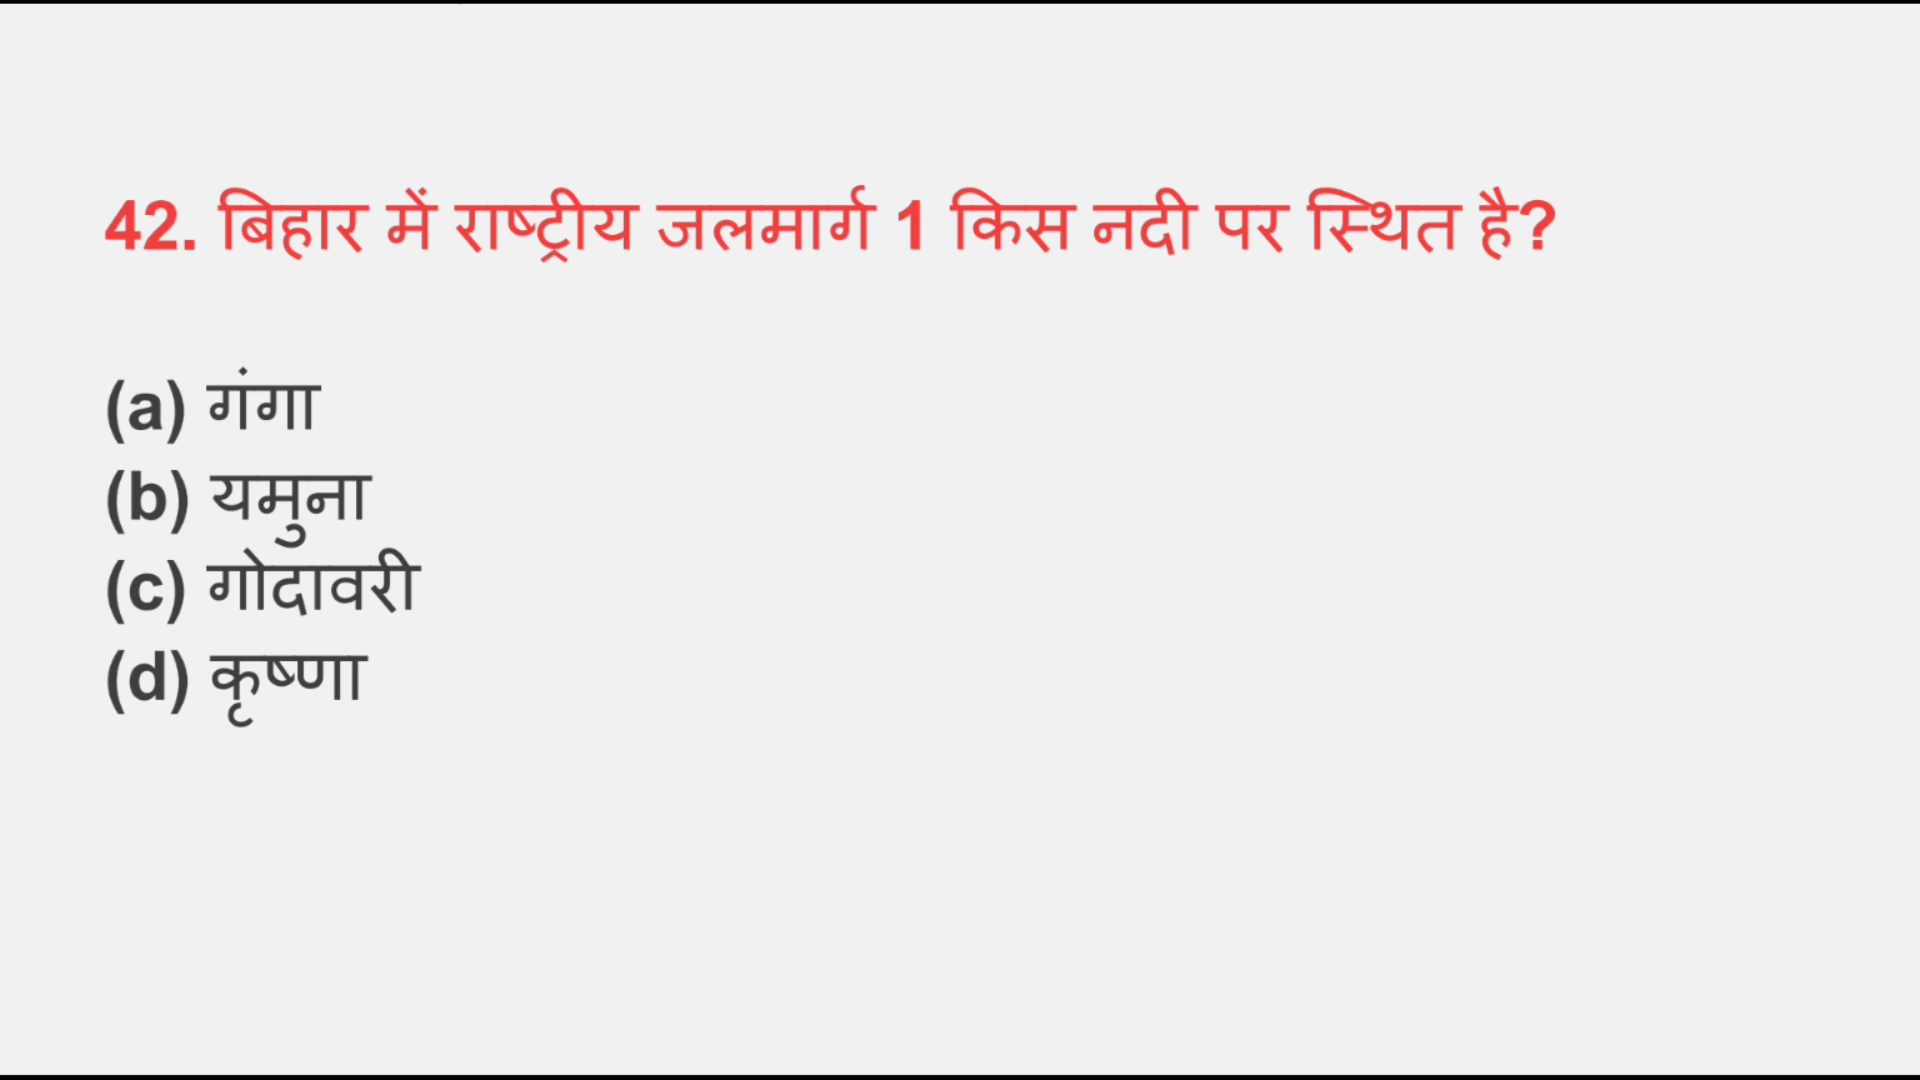 42. बिहार में राष्ट्रीय जलमार्ग 1 किस नदी पर स्थित है?
(a) गंगा
(b) यमुना
(c) गोदावरी
(d) कृष्णा